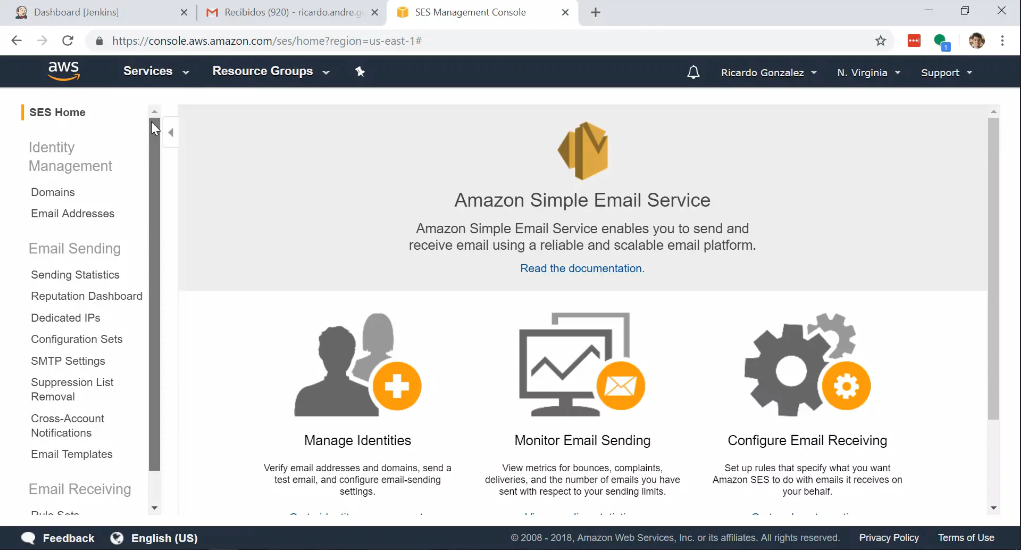 Dashboard [Jenkins]
Recibidos (920) - ricardo.andre.g
SES Management Console
https://console.aws.amazon.com/ses/home?region=us-east-1#
1
aws
Services
Resource Groups
Ricardo Gonzalez
N. Virginia
Support
SES Home
Identity
Management
Domains
Email Addresses
Email Sending
Sending Statistics
Reputation Dashboard
Dedicated IPs
Configuration Sets
SMTP Settings
Suppression List
Removal
Cross-Account
Notifications
Email Templates
Email Receiving
Rule Sets
Amazon Simple Email Service
Amazon Simple Email Service enables you to send and
receive email using a reliable and scalable email platform.
Read the documentation.
Manage Identities
Verify email addresses and domains, send a
test email, and configure email-sending
settings.
Monitor Email Sending
View metrics for bounces, complaints,
deliveries, and the number of emails you have
sent with respect to your sending limits.
Configure Email Receiving
Set up rules that specify what you want
Amazon SES to do with emails it receives on
your behalf.
Feedback
English (US)
© 2008 - 2018, Amazon Web Services, Inc. or its affiliates. All rights reserved.
Privacy Policy
Terms of Use